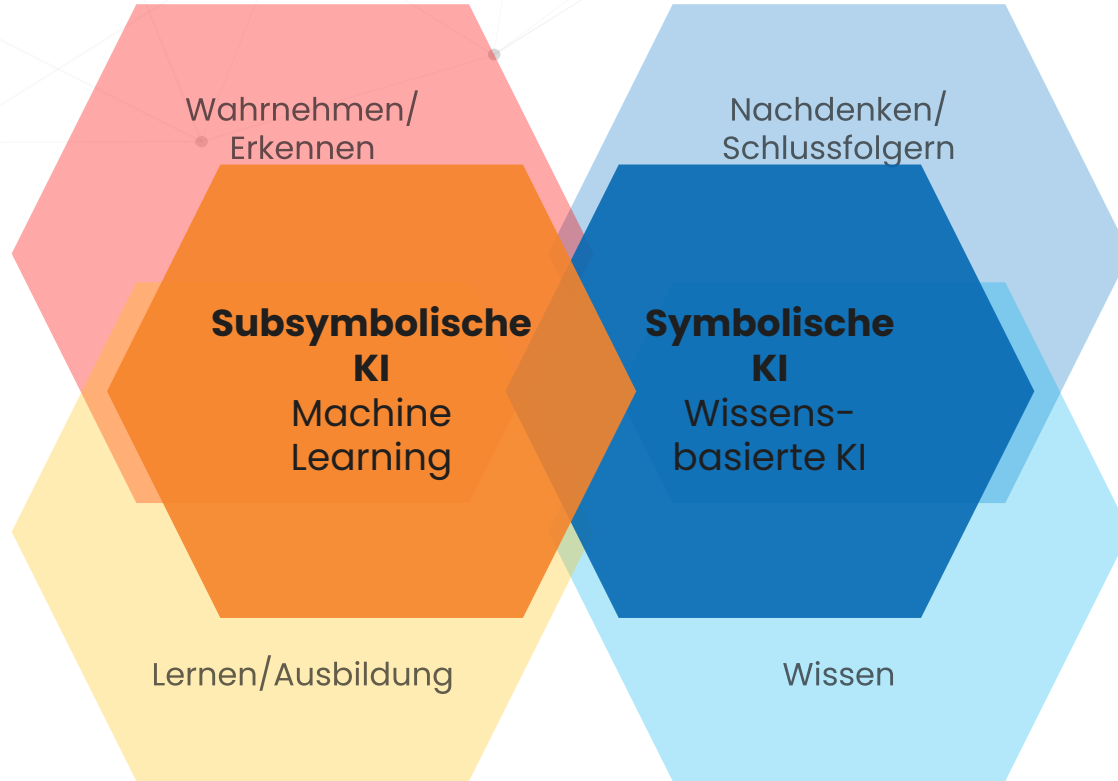 Wahrnehmen/
Erkennen
Nachdenken/
Schlussfolgern
Subsymbolische
KI
Machine
Learning
Symbolische
KI
Wissens-
basierte KI
Lernen/Ausbildung
Wissen